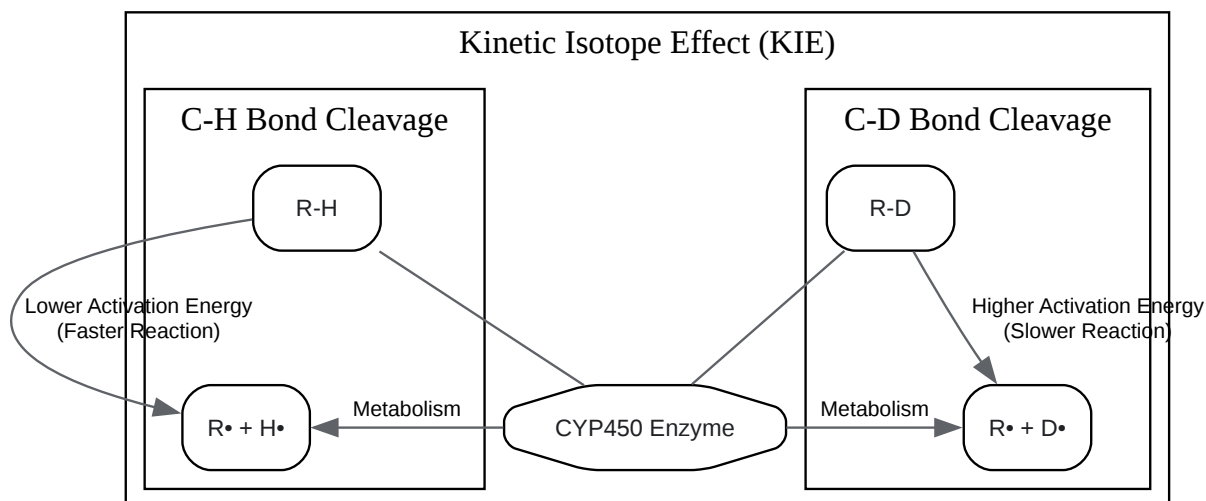 Kinetic Isotope Effect (KIE)
C-H Bond Cleavage
C-D Bond Cleavage
R-H
R-D
Lower Activation Energy
(Faster Reaction)
Higher Activation Energy
(Slower Reaction)
Metabolism
Metabolism
R• + H•
CYP450 Enzyme
R• + D•